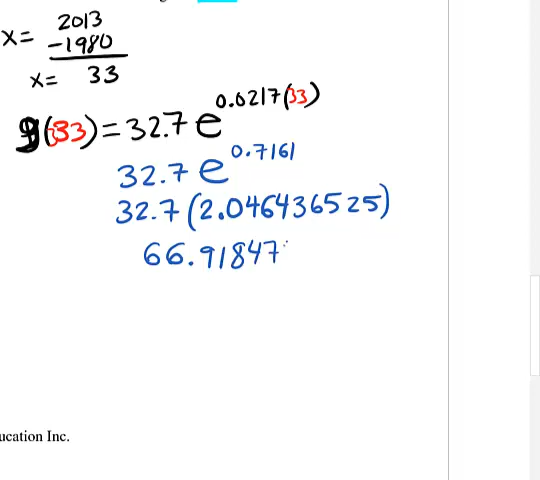 2013
x= -1980
x= 33
g(33) = 32.7 e^0.0217(33)
32.7 e^0.7161
32.7 (2.046436525)
66.91847
ucation Inc.